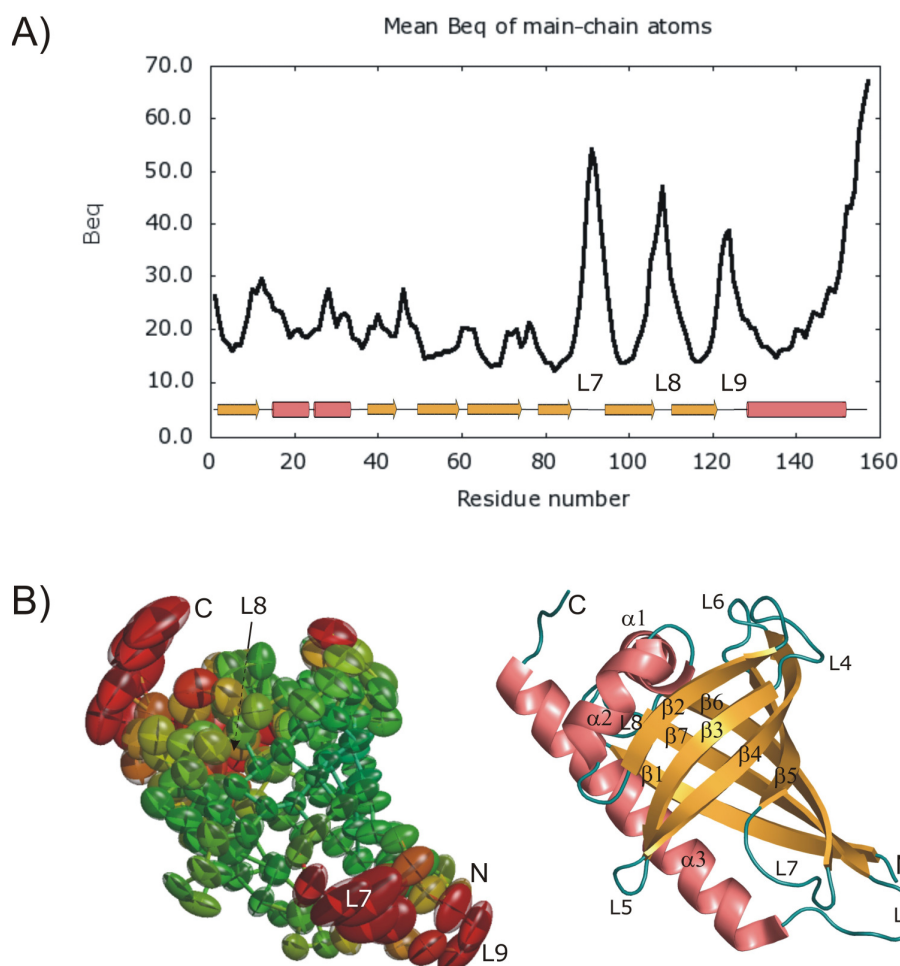 A)
Mean Beq of main-chain atoms
70.0
60.0
50.0
40.0
30.0
20.0
10.0
0.0
Beq
L7 L8 L9
0 20 40 60 80 100 120 140 160
Residue number
B)
C
L8
L7
N
L9
C
α1
L6
L4
α2
L8
β2
β6
β7
β3
β1
β4
β5
α3
L7
L5
N
L